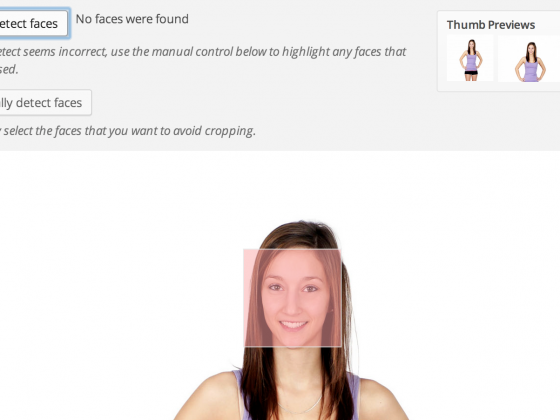 etect faces No faces were found
Thumb Previews
etect seems incorrect, use the manual control below to highlight any faces that
sed.
lly detect faces
select the faces that you want to avoid cropping.